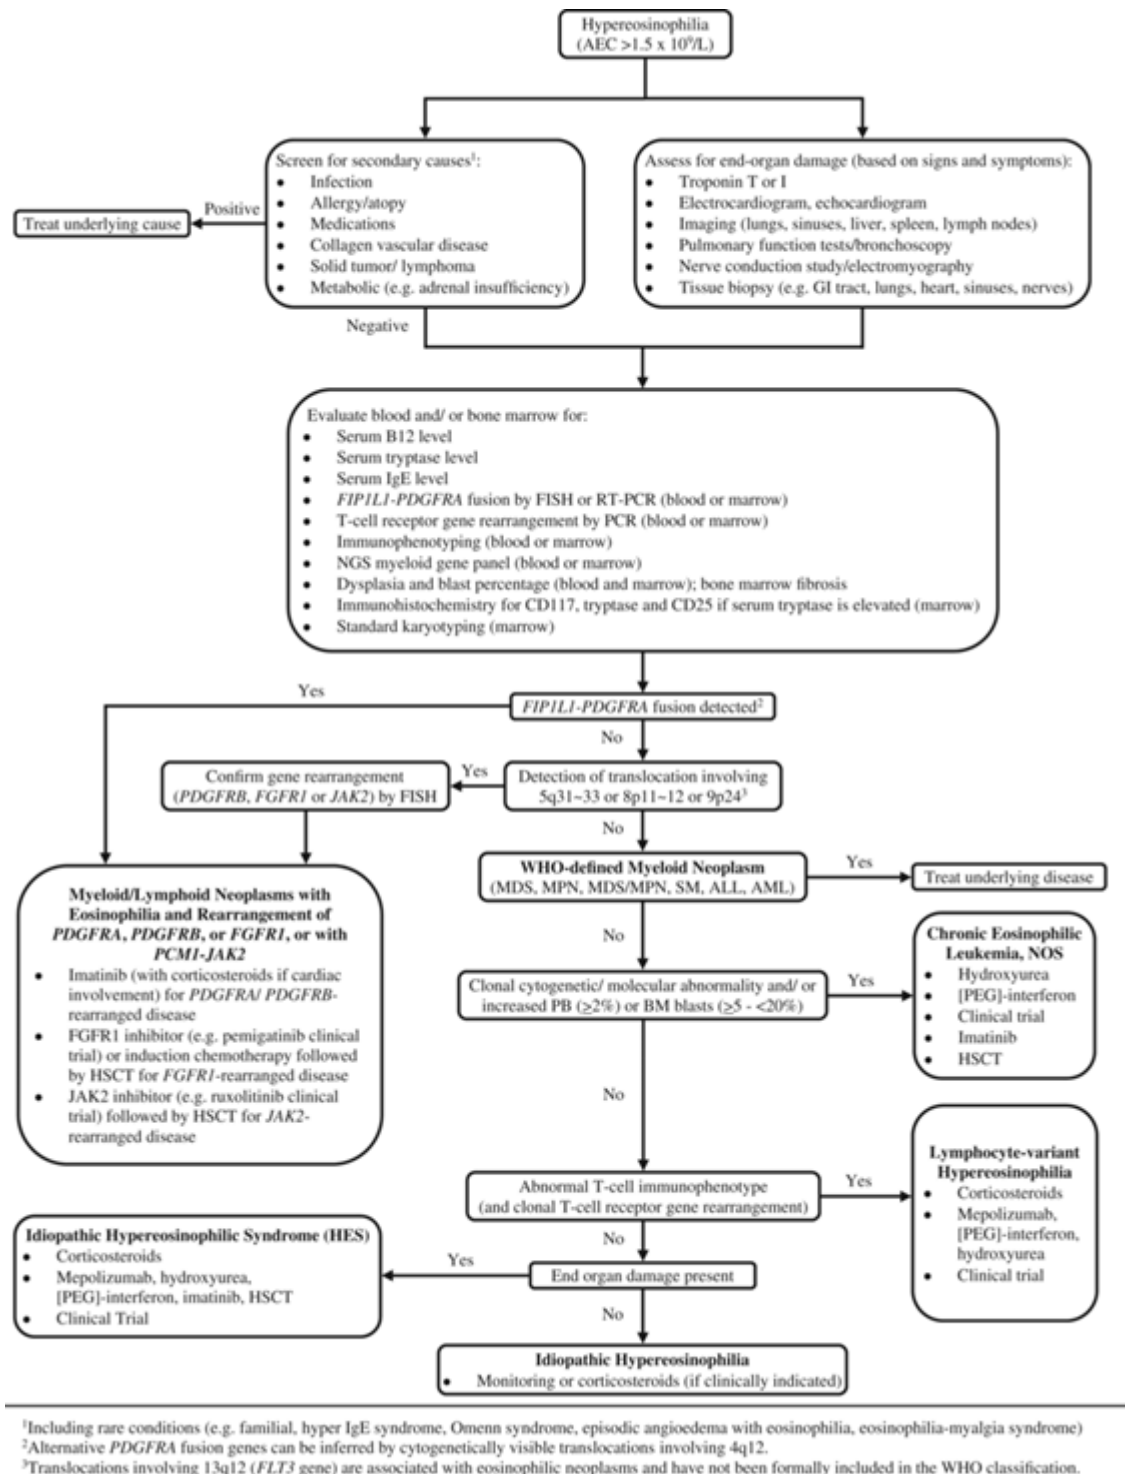 Hypereosinophilia
(AEC >1.5 x 10⁹/L)
Screen for secondary causes¹:
● Infection
● Allergy/atopy
● Medications
● Collagen vascular disease
● Solid tumor/ lymphoma
● Metabolic (e.g. adrenal insufficiency)
Assess for end-organ damage (based on signs and symptoms):
● Troponin T or I
● Electrocardiogram, echocardiogram
● Imaging (lungs, sinuses, liver, spleen, lymph nodes)
● Pulmonary function tests/bronchoscopy
● Nerve conduction study/electromyography
● Tissue biopsy (e.g. GI tract, lungs, heart, sinuses, nerves)
Positive
Treat underlying cause
Negative
Evaluate blood and/ or bone marrow for:
● Serum B12 level
● Serum tryptase level
● Serum IgE level
● FIP1L1-PDGFRA fusion by FISH or RT-PCR (blood or marrow)
● T-cell receptor gene rearrangement by PCR (blood or marrow)
● Immunophenotyping (blood or marrow)
● NGS myeloid gene panel (blood or marrow)
● Dysplasia and blast percentage (blood and marrow); bone marrow fibrosis
● Immunohistochemistry for CD117, tryptase and CD25 if serum tryptase is elevated (marrow)
● Standard karyotyping (marrow)
Yes
FIP1L1-PDGFRA fusion detected²
No
Confirm gene rearrangement
(PDGFRB, FGFR1 or JAK2) by FISH
Yes
Detection of translocation involving
5q31~33 or 8p11~12 or 9p24³
No
WHO-defined Myeloid Neoplasm
(MDS, MPN, MDS/MPN, SM, ALL, AML)
Yes
Treat underlying disease
Myeloid/Lymphoid Neoplasms with
Eosinophilia and Rearrangement of
PDGFRA, PDGFRB, or FGFR1, or with
PCM1-JAK2
● Imatinib (with corticosteroids if cardiac
involvement) for PDGFRA/ PDGFRB-
rearranged disease
● FGFR1 inhibitor (e.g. pemigatinib clinical
trial) or induction chemotherapy followed
by HSCT for FGFR1-rearranged disease
● JAK2 inhibitor (e.g. ruxolitinib clinical
trial) followed by HSCT for JAK2-
rearranged disease
No
Clonal cytogenetic/ molecular abnormality and/ or
increased PB (≥2%) or BM blasts (≥5 - <20%)
Yes
Chronic Eosinophilic
Leukemia, NOS
● Hydroxyurea
● [PEG]-interferon
● Clinical trial
● Imatinib
● HSCT
No
Abnormal T-cell immunophenotype
(and clonal T-cell receptor gene rearrangement)
Yes
Lymphocyte-variant
Hypereosinophilia
● Corticosteroids
● Mepolizumab,
[PEG]-interferon,
hydroxyurea
● Clinical trial
No
End organ damage present
Yes
Idiopathic Hypereosinophilic Syndrome (HES)
● Corticosteroids
● Mepolizumab, hydroxyurea,
[PEG]-interferon, imatinib, HSCT
● Clinical Trial
No
Idiopathic Hypereosinophilia
● Monitoring or corticosteroids (if clinically indicated)
¹Including rare conditions (e.g. familial, hyper IgE syndrome, Omenn syndrome, episodic angioedema with eosinophilia, eosinophilia-myalgia syndrome)
²Alternative PDGFRA fusion genes can be inferred by cytogenetically visible translocations involving 4q12.
³Translocations involving 13q12 (FLT3 gene) are associated with eosinophilic neoplasms and have not been formally included in the WHO classification.